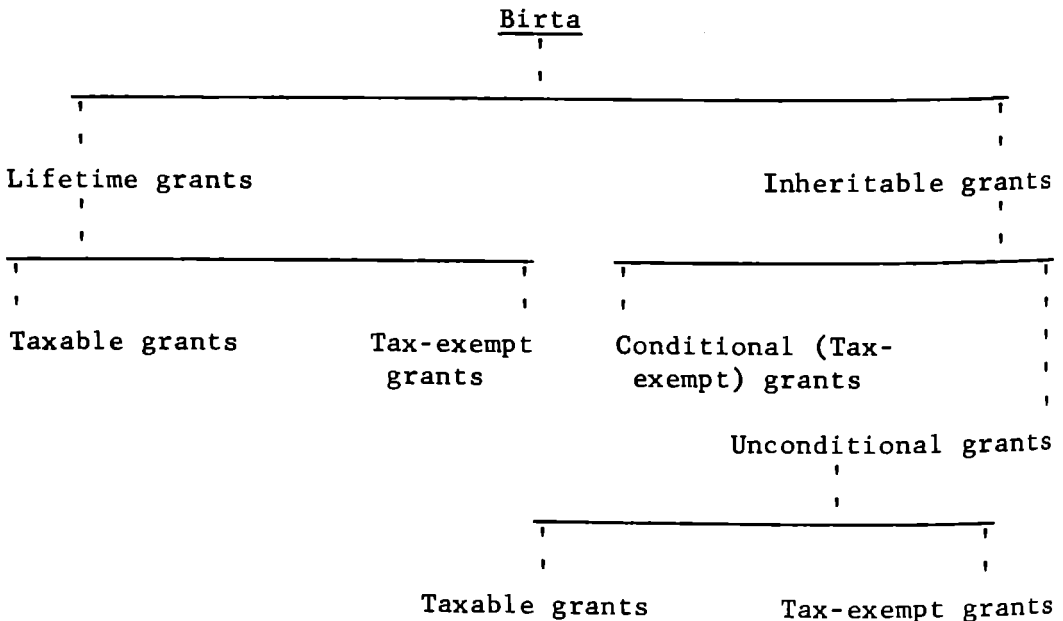 Birta
Lifetime grants
Inheritable grants
Taxable grants
Tax-exempt
grants
Conditional (Tax-
exempt) grants
Unconditional grants
Taxable grants
Tax-exempt grants